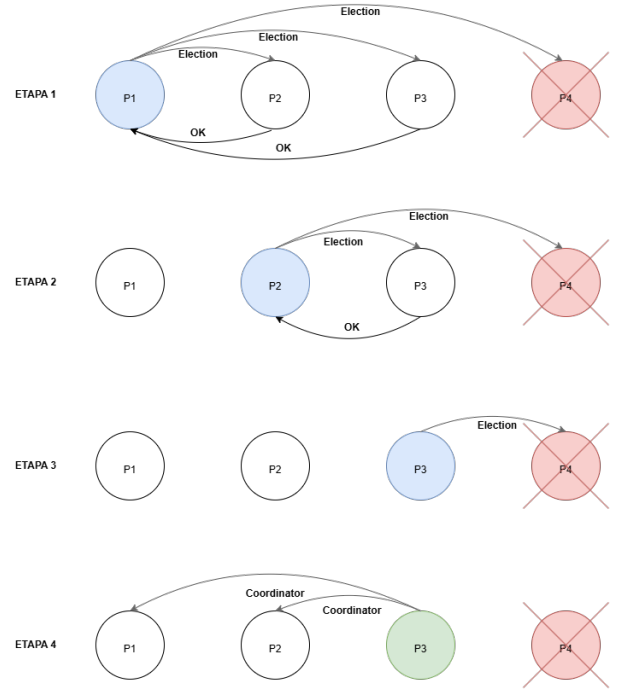 Election
Election
Election
ETAPA 1
P1
P2
P3
P4
OK
OK
Election
Election
ETAPA 2
P1
P2
P3
P4
OK
Election
ETAPA 3
P1
P2
P3
P4
Coordinator
Coordinator
ETAPA 4
P1
P2
P3
P4